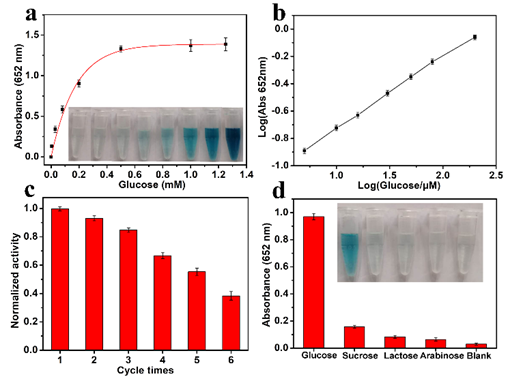 a
Absorbance (652 nm)
1.5
1.0
0.5
0.0
0.0 0.2 0.4 0.6 0.8 1.0 1.2 1.4
Glucose (mM)
b
Log(Abs 652nm)
0.0
-0.2
-0.4
-0.6
-0.8
-1.0
0.8 1.2 1.6 2.0 2.4
Log(Glucose/μM)
c
Normalized activity
1.0
0.8
0.6
0.4
0.2
0.0
1 2 3 4 5 6
Cycle times
d
Absorbance (652 nm)
1.0
0.8
0.6
0.4
0.2
0.0
Glucose Sucrose Lactose Arabinose Blank